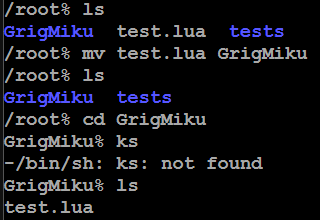 /root% ls
GrigMiku  test.lua  tests
/root% mv test.lua GrigMiku
/root% ls
GrigMiku  tests
/root% cd GrigMiku
GrigMiku% ks
-/bin/sh: ks: not found
GrigMiku% ls
test.lua